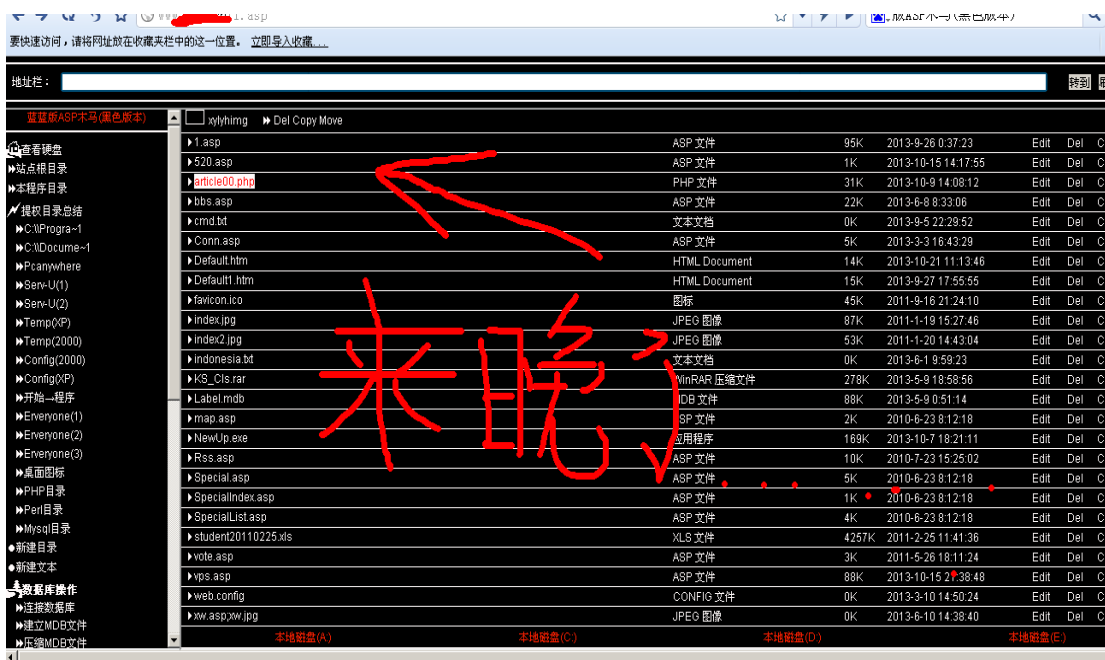 1.asp
版ASP木马(黑色版本)
要快速访问，请将网址放在收藏夹栏中的这一位置。 立即导入收藏...
地址栏： 转到
蓝蓝版ASP木马(黑色版本)
查看硬盘
站点根目录
本程序目录
提权目录总结
C:\\Progra~1
C:\\Docume~1
Pcanywhere
Serv-U(1)
Serv-U(2)
Temp(XP)
Temp(2000)
Config(2000)
Config(XP)
开始→程序
Erveryone(1)
Erveryone(2)
Erveryone(3)
桌面图标
PHP目录
Perl目录
Mysql目录
新建目录
新建文本
数据库操作
连接数据库
建立MDB文件
压缩MDB文件
xylyhimg Del Copy Move
1.asp ASP 文件 95K 2013-9-26 0:37:23 Edit Del C
520.asp ASP 文件 1K 2013-10-15 14:17:55 Edit Del C
article00.php PHP 文件 31K 2013-10-9 14:08:12 Edit Del C
bbs.asp ASP 文件 22K 2013-6-8 8:33:06 Edit Del C
cmd.txt 文本文档 0K 2013-9-5 22:29:52 Edit Del C
Conn.asp ASP 文件 5K 2013-3-3 16:43:29 Edit Del C
Default.htm HTML Document 14K 2013-10-21 11:13:46 Edit Del C
Default1.htm HTML Document 15K 2013-9-27 17:55:55 Edit Del C
favicon.ico 图标 45K 2011-9-16 21:24:10 Edit Del C
index.jpg JPEG 图像 87K 2011-1-19 15:27:46 Edit Del C
index2.jpg JPEG 图像 53K 2011-1-20 14:43:04 Edit Del C
indonesia.txt 文本文档 0K 2013-6-1 9:59:23 Edit Del C
KS_Cls.rar WinRAR 压缩文件 278K 2013-5-9 18:58:56 Edit Del C
Label.mdb MDB 文件 88K 2013-5-9 0:51:14 Edit Del C
map.asp ASP 文件 2K 2010-6-23 8:12:18 Edit Del C
NewUp.exe 应用程序 169K 2013-10-7 18:21:11 Edit Del C
Rss.asp ASP 文件 10K 2010-7-23 15:25:02 Edit Del C
Special.asp ASP 文件 5K 2010-6-23 8:12:18 Edit Del C
SpecialIndex.asp ASP 文件 1K 2010-6-23 8:12:18 Edit Del C
SpecialList.asp ASP 文件 4K 2010-6-23 8:12:18 Edit Del C
student20110225.xls XLS 文件 4257K 2011-2-25 11:41:36 Edit Del C
vote.asp ASP 文件 3K 2011-5-26 18:11:24 Edit Del C
vps.asp ASP 文件 88K 2013-10-15 21:38:48 Edit Del C
web.config CONFIG 文件 0K 2013-3-10 14:50:24 Edit Del C
xw.asp;xw.jpg JPEG 图像 0K 2013-6-10 14:38:40 Edit Del C
本地磁盘(A:) 本地磁盘(C:) 本地磁盘(D:) 本地磁盘(E:)
来晚了......